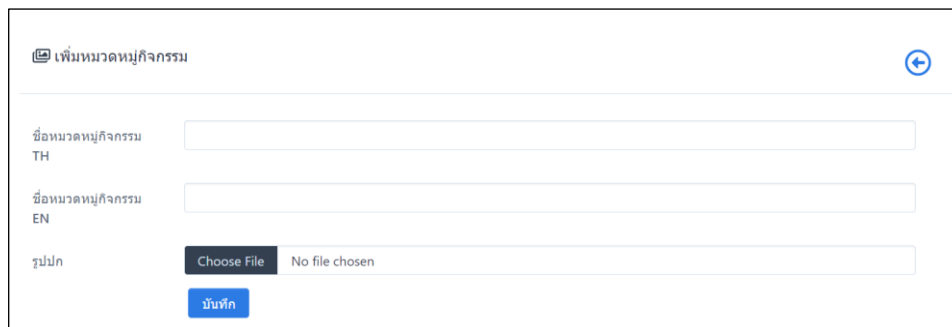 เพิ่มหมวดหมู่กิจกรรม
ชื่อหมวดหมู่กิจกรรม
TH
ชื่อหมวดหมู่กิจกรรม
EN
รูปปก
Choose File No file chosen
บันทึก